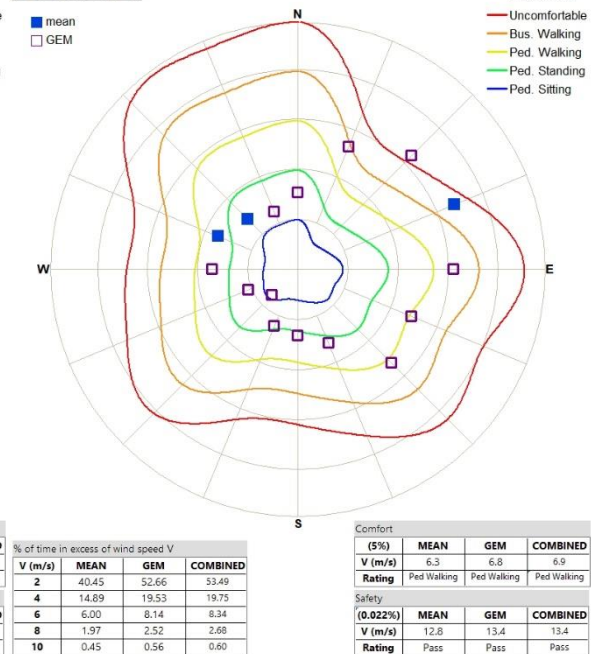 mean
GEM
N
Uncomfortable
Bus. Walking
Ped. Walking
Ped. Standing
Ped. Sitting
W
E
S
% of time in excess of wind speed V
V (m/s) MEAN GEM COMBINED
2 40.45 52.66 53.49
4 14.89 19.53 19.75
6 6.00 8.14 8.34
8 1.97 2.52 2.68
10 0.45 0.56 0.60
Comfort
(5%) MEAN GEM COMBINED
V (m/s) 6.3 6.8 6.9
Rating Ped Walking Ped Walking Ped Walking
Safety
(0.022%) MEAN GEM COMBINED
V (m/s) 12.8 13.4 13.4
Rating Pass Pass Pass